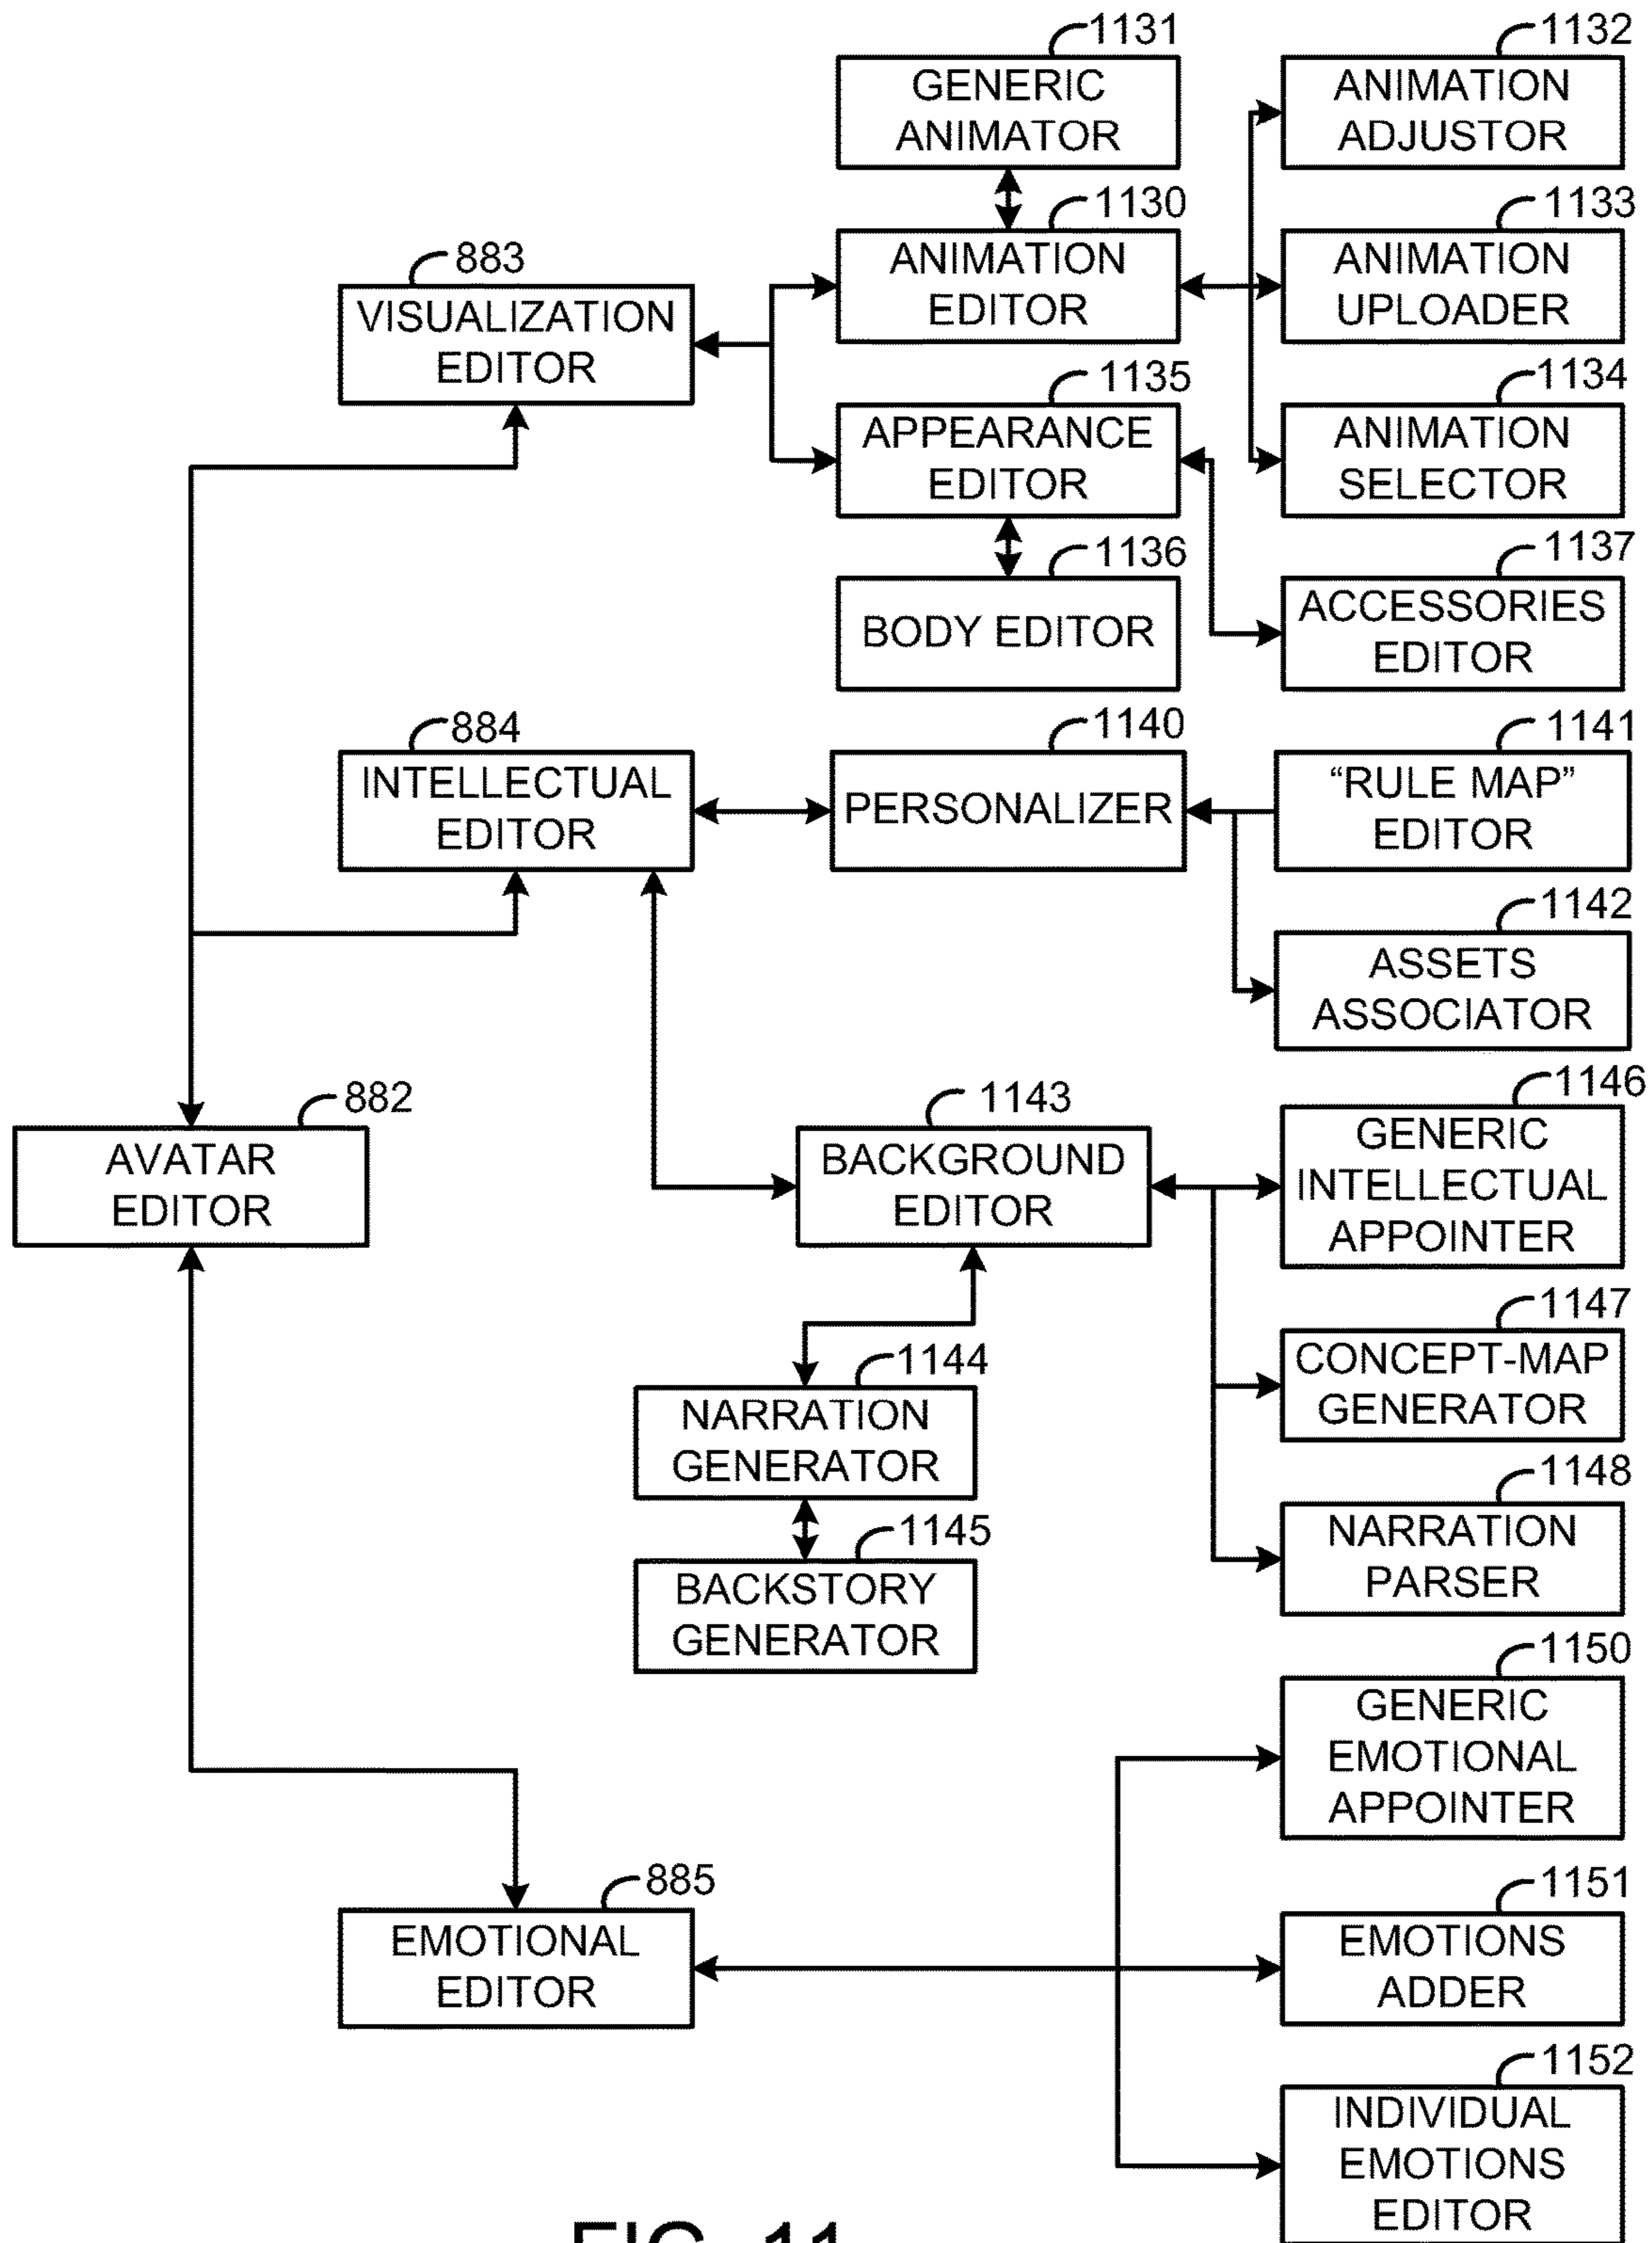 1131
GENERIC
ANIMATOR
1132
ANIMATION
ADJUSTOR
1130
ANIMATION
EDITOR
1133
ANIMATION
UPLOADER
883
VISUALIZATION
EDITOR
1135
APPEARANCE
EDITOR
1134
ANIMATION
SELECTOR
1136
BODY EDITOR
1137
ACCESSORIES
EDITOR
884
INTELLECTUAL
EDITOR
1140
PERSONALIZER
1141
“RULE MAP”
EDITOR
1142
ASSETS
ASSOCIATOR
882
AVATAR
EDITOR
1143
BACKGROUND
EDITOR
1146
GENERIC
INTELLECTUAL
APPOINTER
1144
NARRATION
GENERATOR
1147
CONCEPT-MAP
GENERATOR
1145
BACKSTORY
GENERATOR
1148
NARRATION
PARSER
1150
GENERIC
EMOTIONAL
APPOINTER
885
EMOTIONAL
EDITOR
1151
EMOTIONS
ADDER
1152
INDIVIDUAL
EMOTIONS
EDITOR
FIG. 11